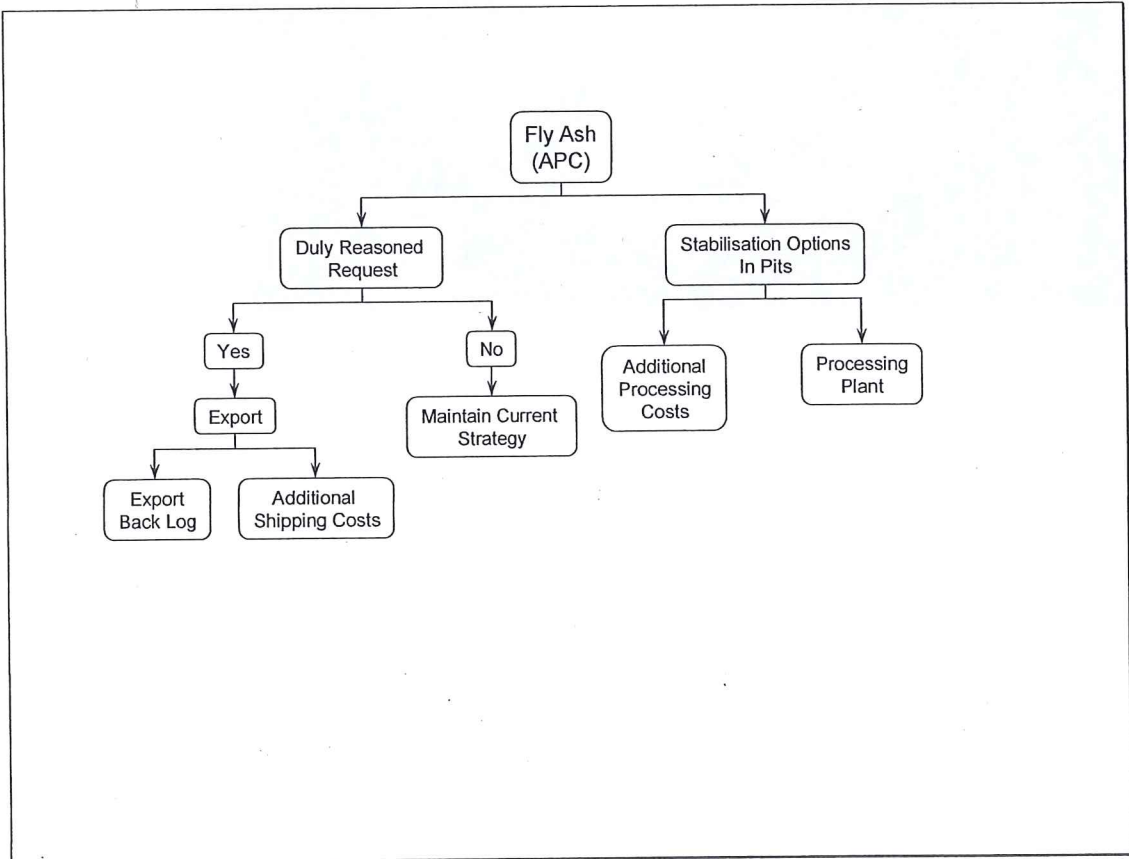 Fly Ash
(APC)
Duly Reasoned
Request
Stabilisation Options
In Pits
Yes
No
Additional
Processing
Costs
Processing
Plant
Export
Maintain Current
Strategy
Export
Back Log
Additional
Shipping Costs